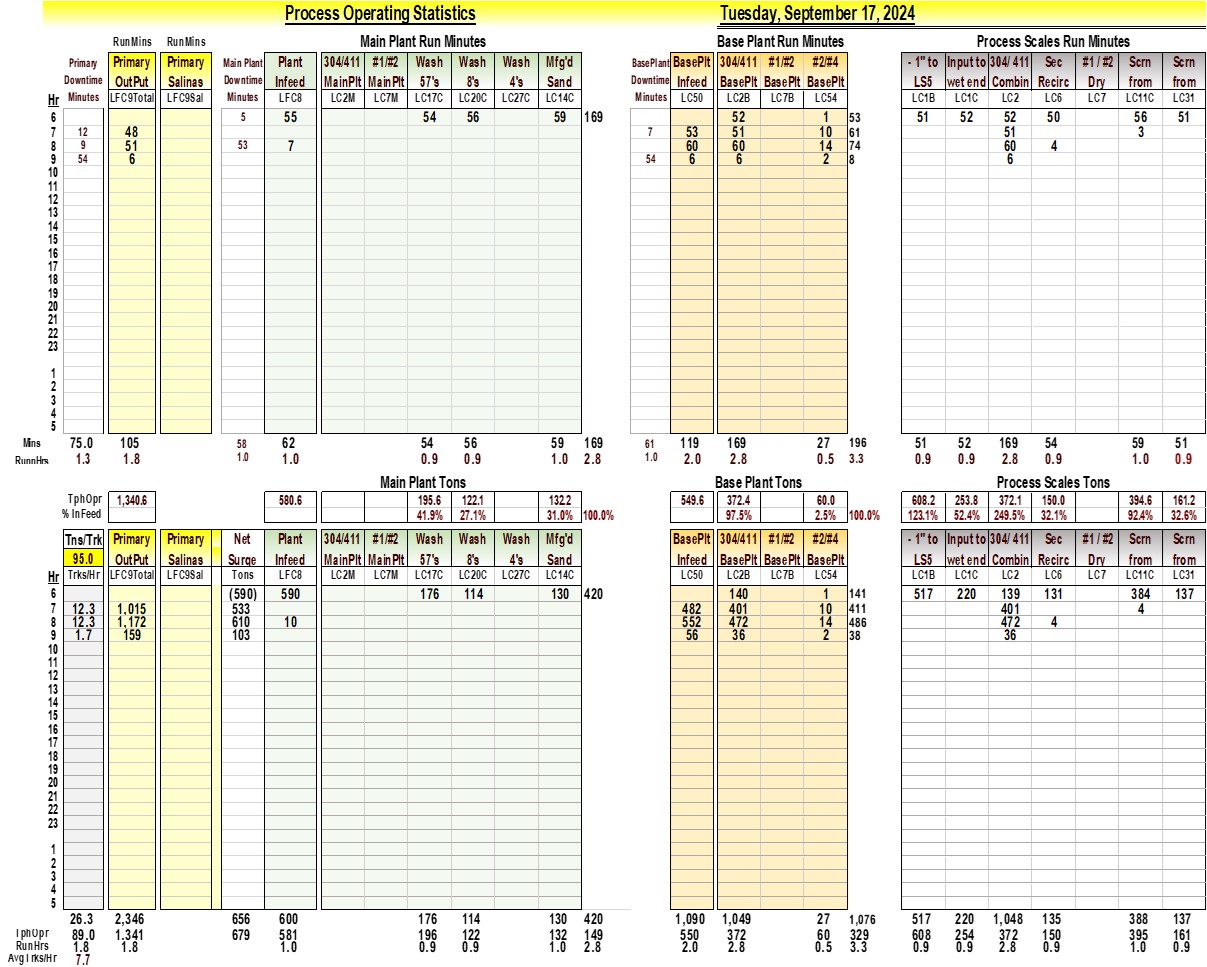 Process Operating Statistics Tuesday, September 17, 2024
RunMins RunMins Main Plant Run Minutes Base Plant Run Minutes Process Scales Run Minutes
Primary Primary Primary Main Plant Plant 304/411 #1/#2 Wash Wash Wash Mfg'd BasePlant BasePlt 304/411 #1/#2 #2/#4 - 1" to Input to 304/ 411 Sec #1 / #2 Scrn Scrn
Downtime OutPut Salinas Downtime Infeed MainPlt MainPlt 57's 8's 4's Sand Downtime Infeed BasePlt BasePlt BasePlt LS5 wet end Combin Recirc Dry from from
Hr Minutes LFC9Total LFC9Sal Minutes LFC8 LC2M LC7M LC17C LC20C LC27C LC14C Minutes LC50 LC2B LC7B LC54 LC1B LC1C LC2 LC6 LC7 LC11C LC31
6 5 55 54 56 59 169 52 1 53 51 52 52 50 56 51
7 12 48 7 53 51 10 61 51 3
8 9 51 53 7 60 60 14 74 60 4
9 54 6 54 6 6 2 8 6
10
11
12
13
14
15
16
17
18
19
20
21
22
23
1
2
3
4
5
Mins 75.0 105 58 62 54 56 59 169 61 119 169 27 196 51 52 169 54 59 51
RunnHrs 1.3 1.8 1.0 1.0 0.9 0.9 1.0 2.8 1.0 2.0 2.8 0.5 3.3 0.9 0.9 2.8 0.9 1.0 0.9
Main Plant Tons Base Plant Tons Process Scales Tons
TphOpr 1,340.6 580.6 195.6 122.1 132.2 549.6 372.4 60.0 608.2 253.8 372.1 150.0 394.6 161.2
% InFeed 41.9% 27.1% 31.0% 100.0% 97.5% 2.5% 100.0% 123.1% 52.4% 249.5% 32.1% 92.4% 32.6%
Tns/Trk Primary Primary Net Plant 304/411 #1/#2 Wash Wash Wash Mfg'd BasePlt 304/411 #1/#2 #2/#4 - 1" to Input to 304/ 411 Sec #1 / #2 Scrn Scrn
95.0 OutPut Salinas Surge Infeed MainPlt MainPlt 57's 8's 4's Sand Infeed BasePlt BasePlt BasePlt LS5 wet end Combin Recirc Dry from from
Hr Trks/Hr LFC9Total LFC9Sal Tons LFC8 LC2M LC7M LC17C LC20C LC27C LC14C LC50 LC2B LC7B LC54 LC1B LC1C LC2 LC6 LC7 LC11C LC31
6 (590) 590 176 114 130 420 140 1 141 517 220 139 131 384 137
7 12.3 1,015 533 482 401 10 411 401 4
8 12.3 1,172 610 10 552 472 14 486 472 4
9 1.7 159 103 56 36 2 38 36
10
11
12
13
14
15
16
17
18
19
20
21
22
23
1
2
3
4
5
26.3 2,346 656 600 176 114 130 420 1,090 1,049 27 1,076 517 220 1,048 135 388 137
TphOpr 89.0 1,341 679 581 196 122 132 149 550 372 60 329 608 254 372 150 395 161
RunHrs 1.8 1.8 1.0 0.9 0.9 1.0 2.8 2.0 2.8 0.5 3.3 0.9 0.9 2.8 0.9 1.0 0.9
AvgTrks/Hr 7.7